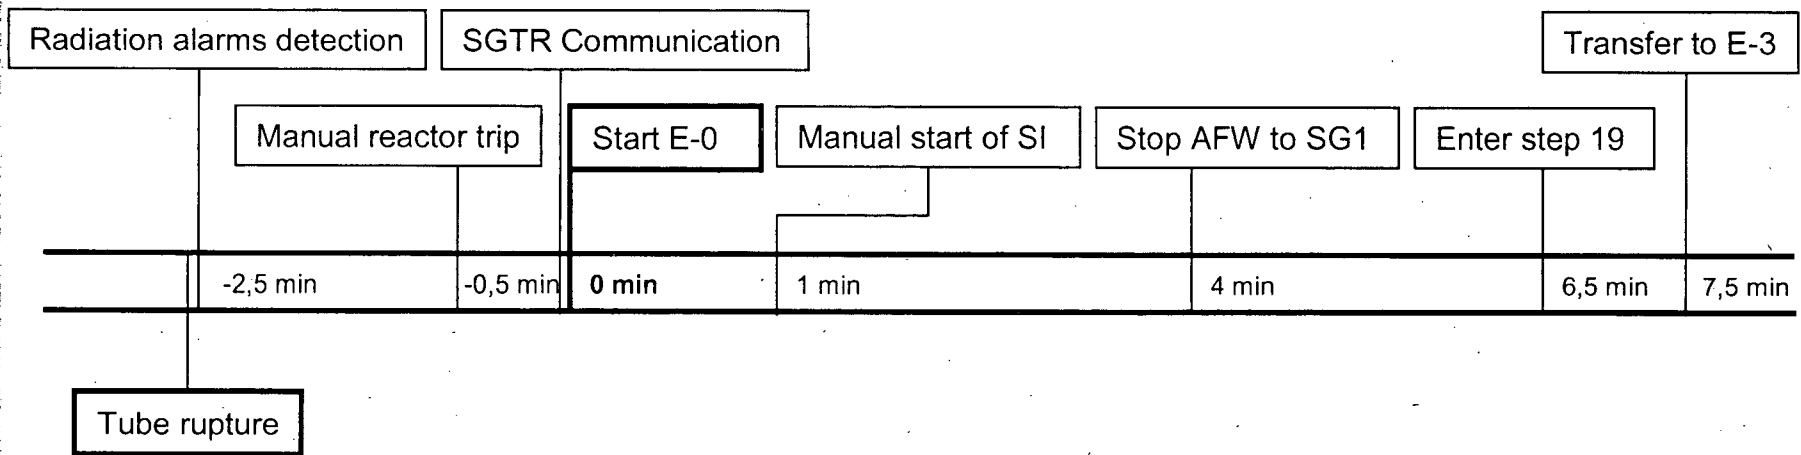 Radiation alarms detection
SGTR Communication
Transfer to E-3
Manual reactor trip
Start E-0
Manual start of SI
Stop AFW to SG1
Enter step 19
-2,5 min
-0,5 min
0 min
1 min
4 min
6,5 min
7,5 min
Tube rupture